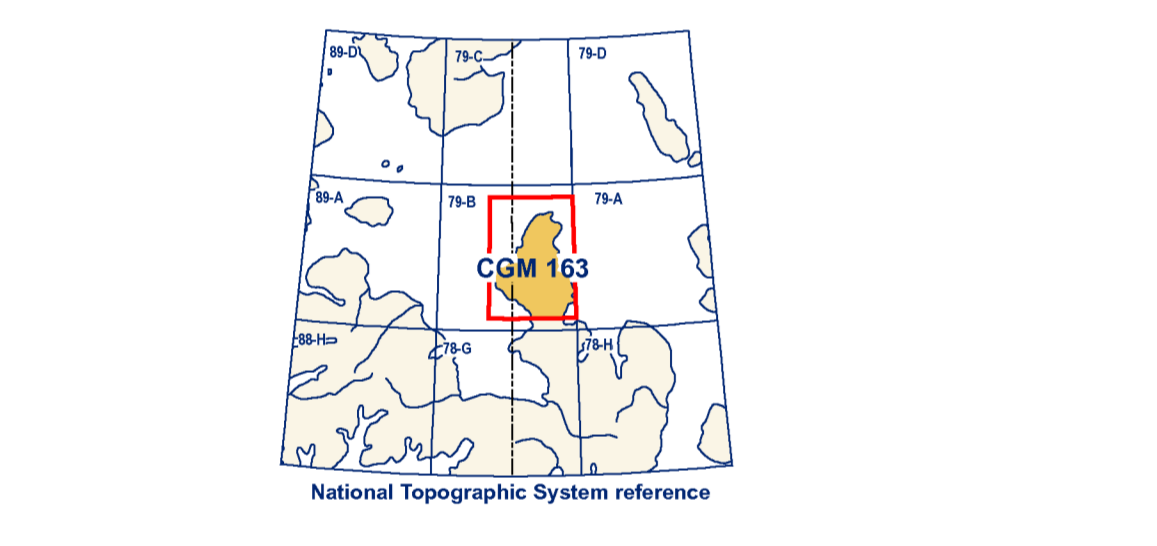 89-D
79-C
79-D
89-A
79-B
79-A
CGM 163
88-H
78-G
78-H
National Topographic System reference